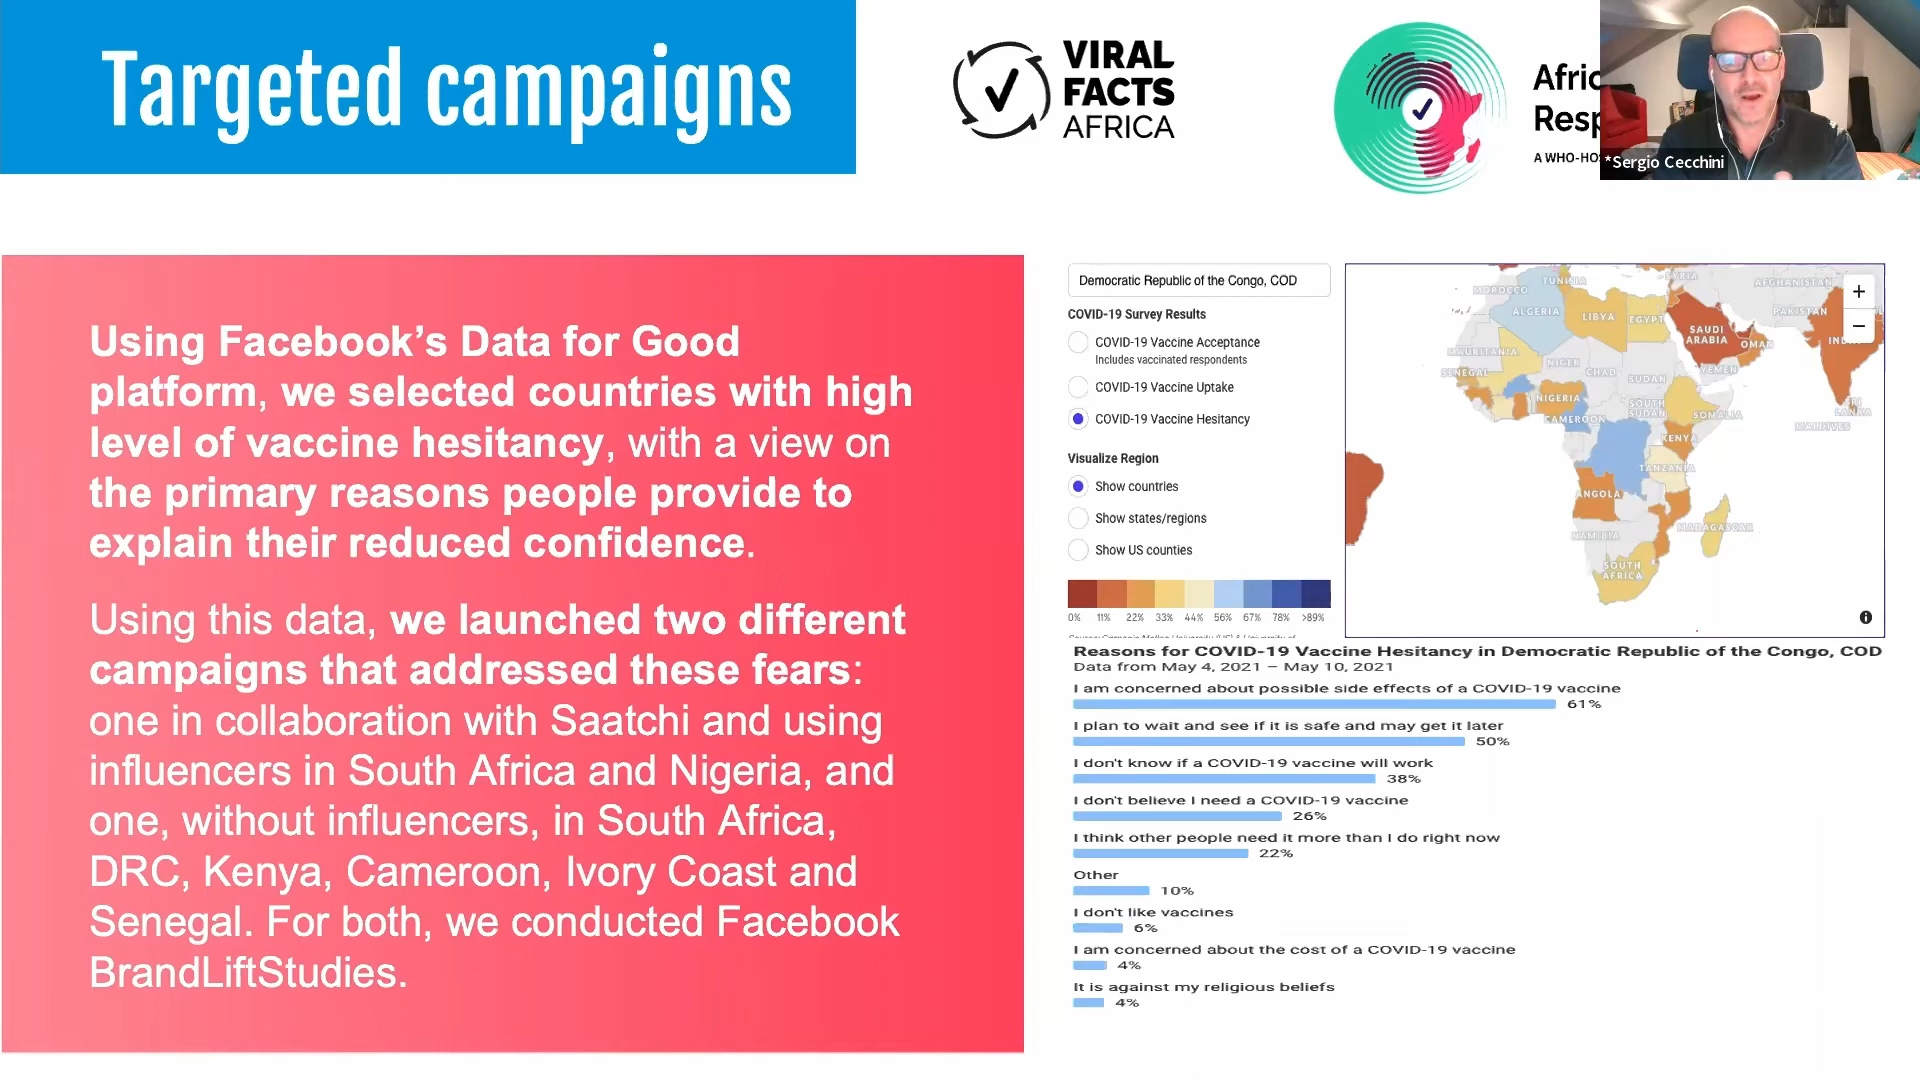 Targeted campaigns
VIRAL
FACTS
AFRICA
Afric
Resp
A WHO-HO
*Sergio Cecchini
Using Facebook’s Data for Good
platform, we selected countries with high
level of vaccine hesitancy, with a view on
the primary reasons people provide to
explain their reduced confidence.
Using this data, we launched two different
campaigns that addressed these fears:
one in collaboration with Saatchi and using
influencers in South Africa and Nigeria, and
one, without influencers, in South Africa,
DRC, Kenya, Cameroon, Ivory Coast and
Senegal. For both, we conducted Facebook
BrandLiftStudies.
Democratic Republic of the Congo, COD
COVID-19 Survey Results
COVID-19 Vaccine Acceptance
Includes vaccinated respondents
COVID-19 Vaccine Uptake
COVID-19 Vaccine Hesitancy
Visualize Region
Show countries
Show states/regions
Show US counties
0% 11% 22% 33% 44% 56% 67% 78% >89%
TUNISIA
SYRIA
AFGHANISTAN
MOROCCO
ALGERIA
LIBYA
EGYPT
PAKISTAN
SAUDI
ARABIA
OMAN
IND
MAURITANIA
NIGER
CHAD
SUDAN
YEMEN
SENEGAL
NIGERIA
SOUTH
SUDAN
SOMALIA
SRI
LANKA
CAMEROON
MALDIVES
KENYA
TANZANIA
ANGOLA
MADAGASCAR
NAMIBIA
SOUTH
AFRICA
+
−
Reasons for COVID-19 Vaccine Hesitancy in Democratic Republic of the Congo, COD
Data from May 4, 2021 – May 10, 2021
I am concerned about possible side effects of a COVID-19 vaccine
61%
I plan to wait and see if it is safe and may get it later
50%
I don't know if a COVID-19 vaccine will work
38%
I don't believe I need a COVID-19 vaccine
26%
I think other people need it more than I do right now
22%
Other
10%
I don't like vaccines
6%
I am concerned about the cost of a COVID-19 vaccine
4%
It is against my religious beliefs
4%